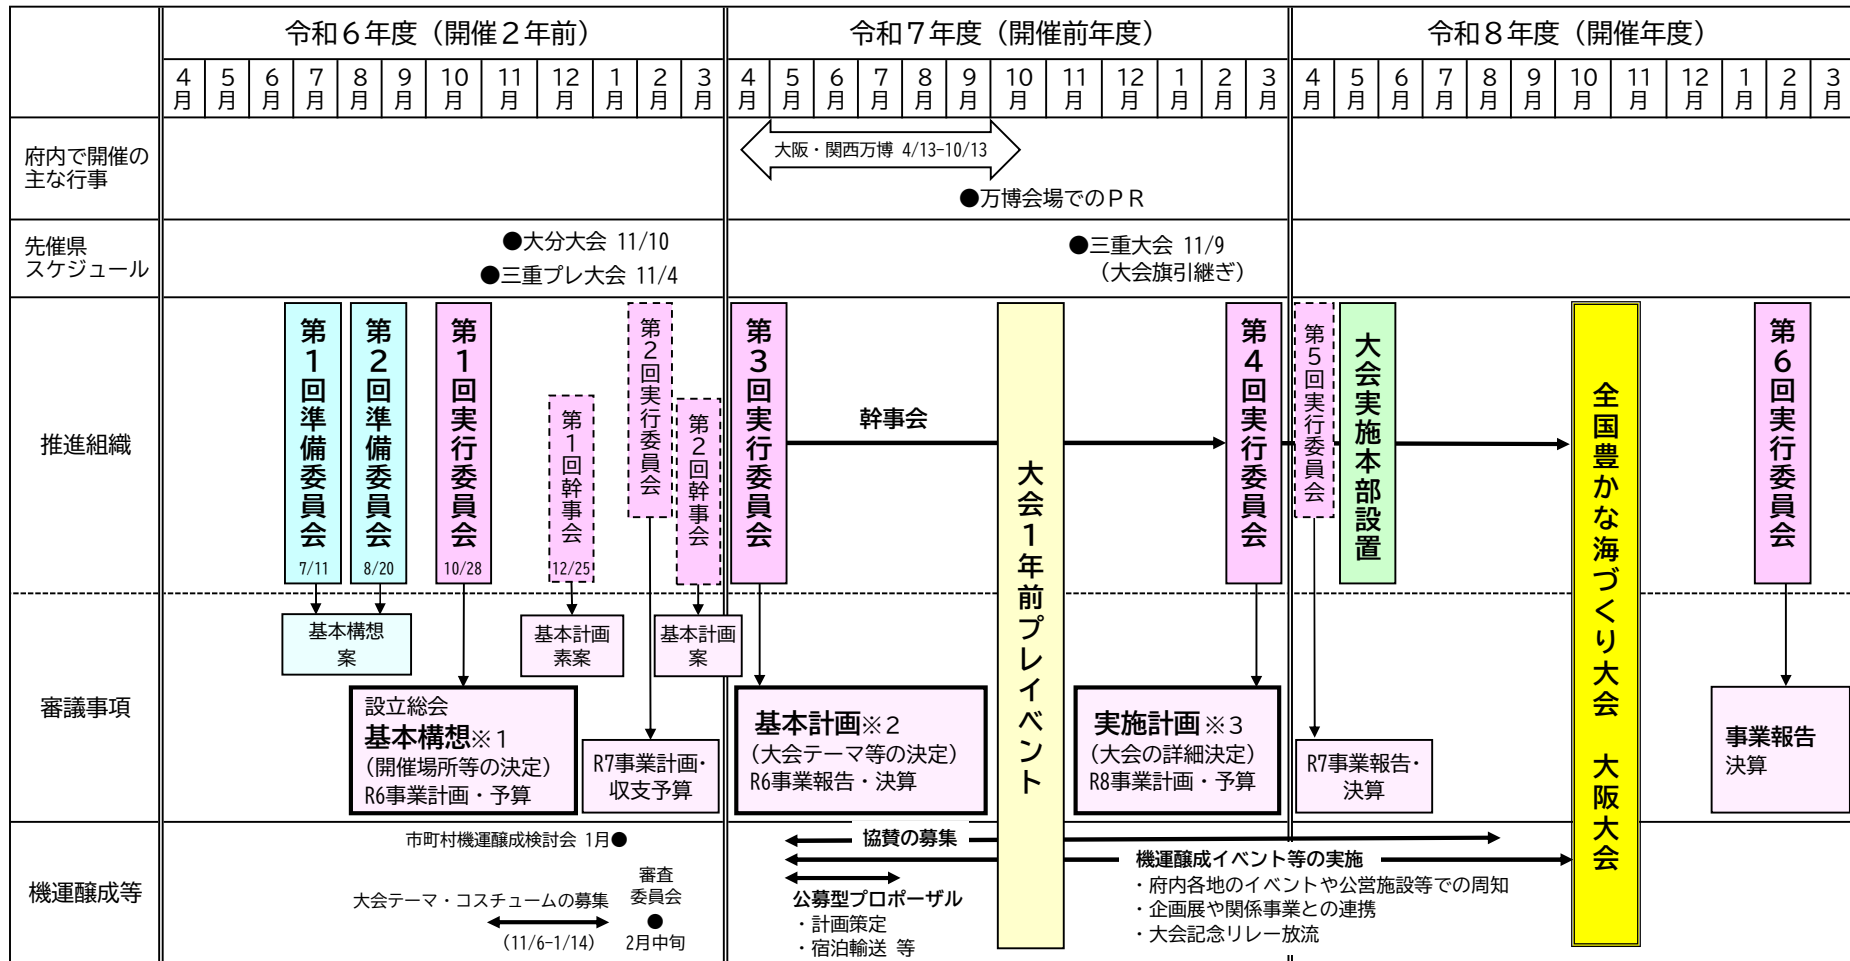 令和６年度（開催２年前）
令和７年度（開催前年度）
令和８年度（開催年度）
4月 5月 6月 7月 8月 9月 10月 11月 12月 1月 2月 3月
4月 5月 6月 7月 8月 9月 10月 11月 12月 1月 2月 3月
4月 5月 6月 7月 8月 9月 10月 11月 12月 1月 2月 3月
府内で開催の
主な行事
大阪・関西万博 4/13-10/13
●万博会場でのＰＲ
先催県
スケジュール
●大分大会 11/10
●三重プレ大会 11/4
●三重大会 11/9
（大会旗引継ぎ）
推進組織
第１回準備委員会
7/11
第２回準備委員会
8/20
第１回実行委員会
10/28
第１回幹事会
12/25
第２回実行委員会
第２回幹事会
第３回実行委員会
幹事会
大会１年前プレイベント
第４回実行委員会
第５回実行委員会
大会実施本部設置
全国豊かな海づくり大会　大阪大会
第６回実行委員会
審議事項
基本構想
案
設立総会
基本構想※１
(開催場所等の決定)
R6事業計画・予算
基本計画
素案
R7事業計画・
収支予算
基本計画
案
基本計画※２
(大会テーマ等の決定)
R6事業報告・決算
実施計画※３
(大会の詳細決定)
R8事業計画・予算
R7事業報告・
決算
事業報告
決算
機運醸成等
市町村機運醸成検討会 1月●
大会テーマ・コスチュームの募集
(11/6-1/14)
審査
委員会
●
2月中旬
協賛の募集
機運醸成イベント等の実施
・府内各地のイベントや公営施設等での周知
・企画展や関係事業との連携
・大会記念リレー放流
公募型プロポーザル
・計画策定
・宿泊輸送 等